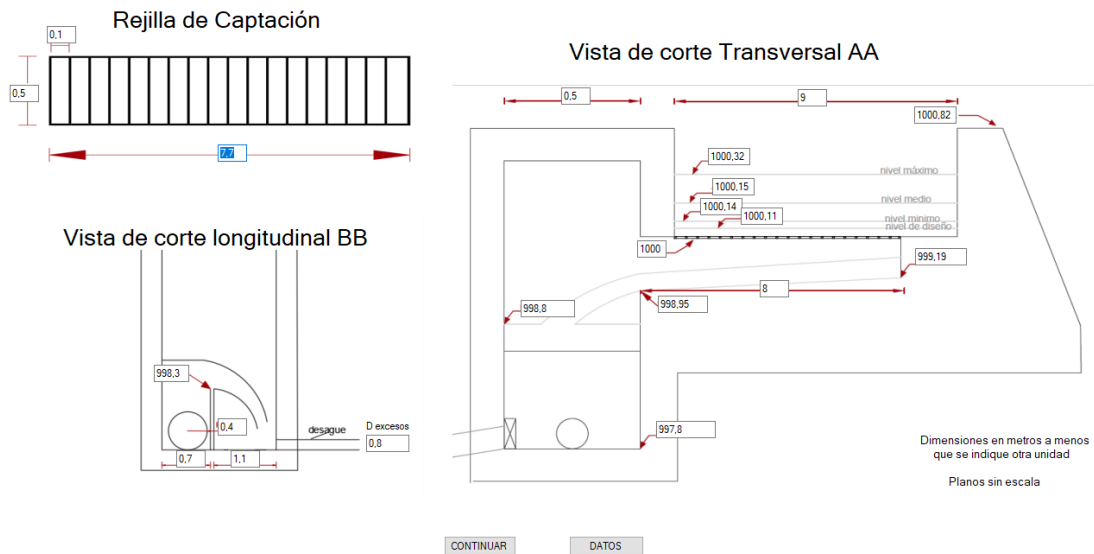 Rejilla de Captación
0,1
0,5
7,7
Vista de corte Transversal AA
0,5
9
1000,82
1000,32
nivel máximo
1000,15
nivel medio
1000,14
1000,11
nivel minimo
nivel de diseño
1000
999,19
8
998,95
998,8
997,8
Vista de corte longitudinal BB
998,3
0,4
desague
D excesos
0,8
0,7
1,1
Dimensiones en metros a menos
que se indique otra unidad
Planos sin escala
CONTINUAR
DATOS